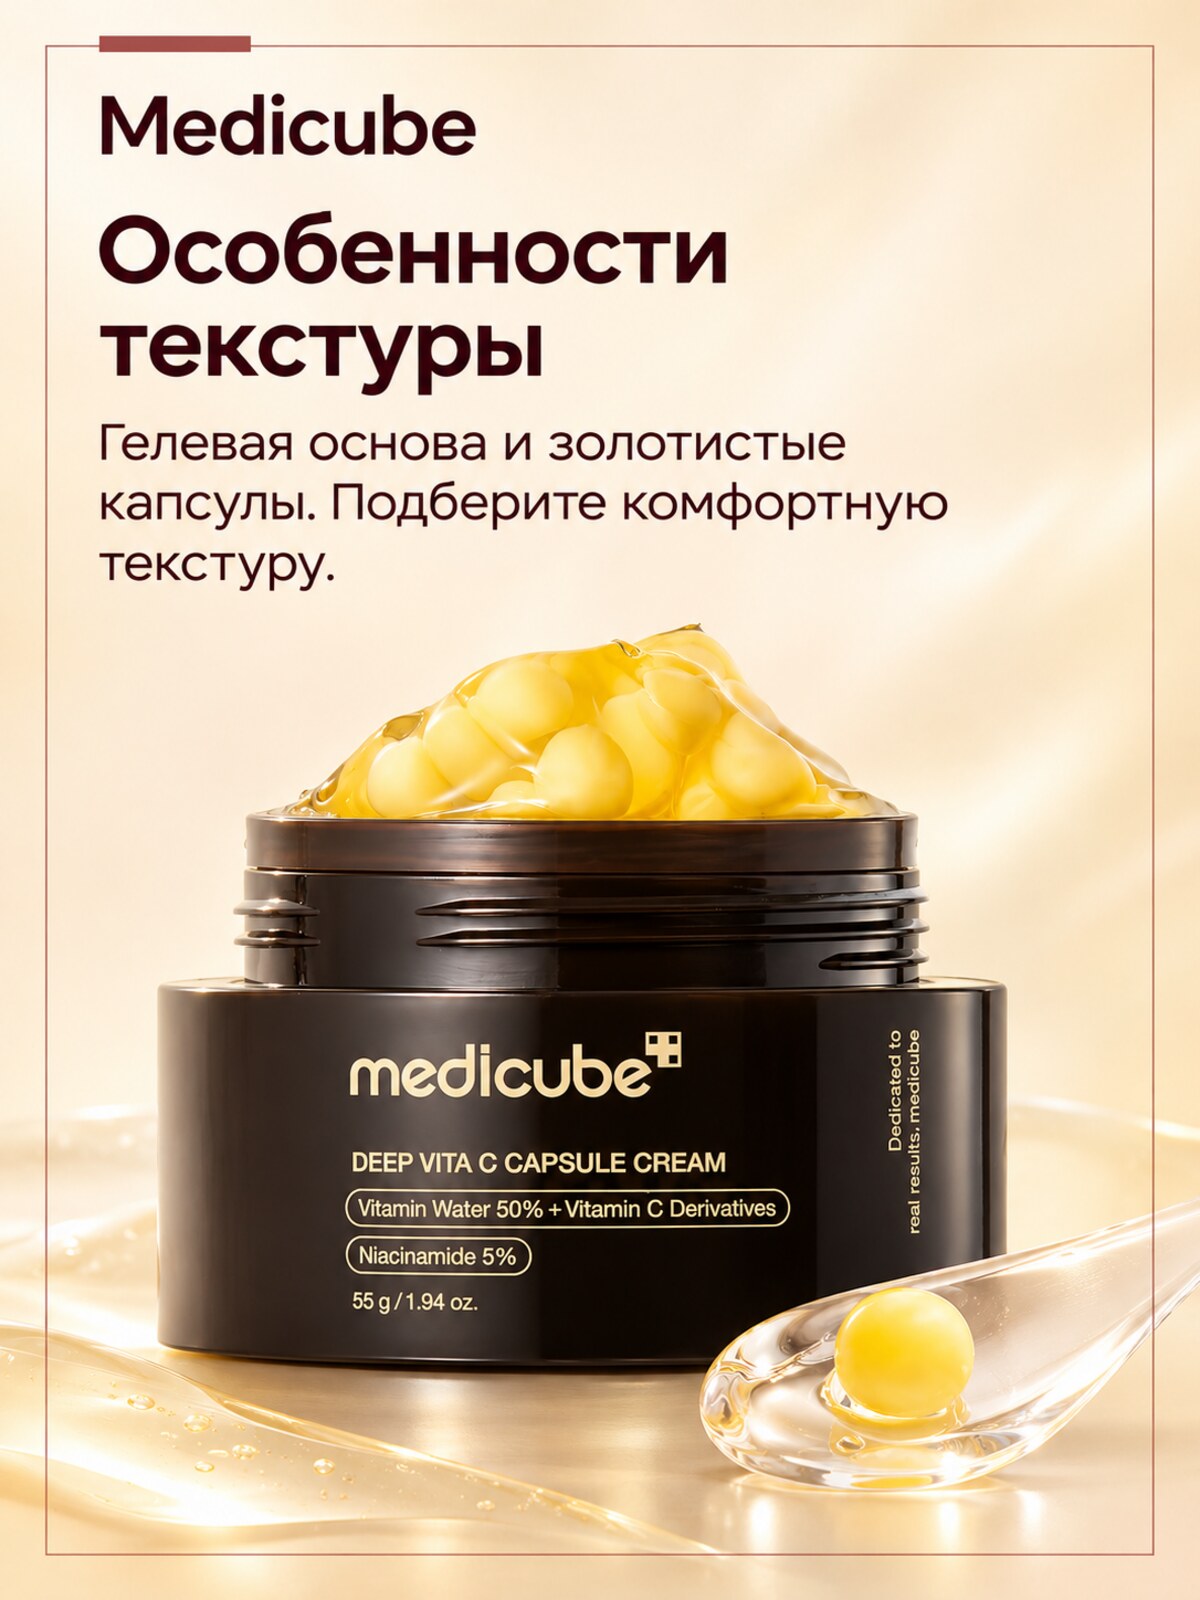 Medicube
Особенности
текстуры
Гелевая основа и золотистые
капсулы. Подберите комфортную
текстуру.
medicube
DEEP VITA C CAPSULE CREAM
Vitamin Water 50% + Vitamin C Derivatives
Niacinamide 5%
55 g / 1.94 oz.
Dedicated to
real results, medicube